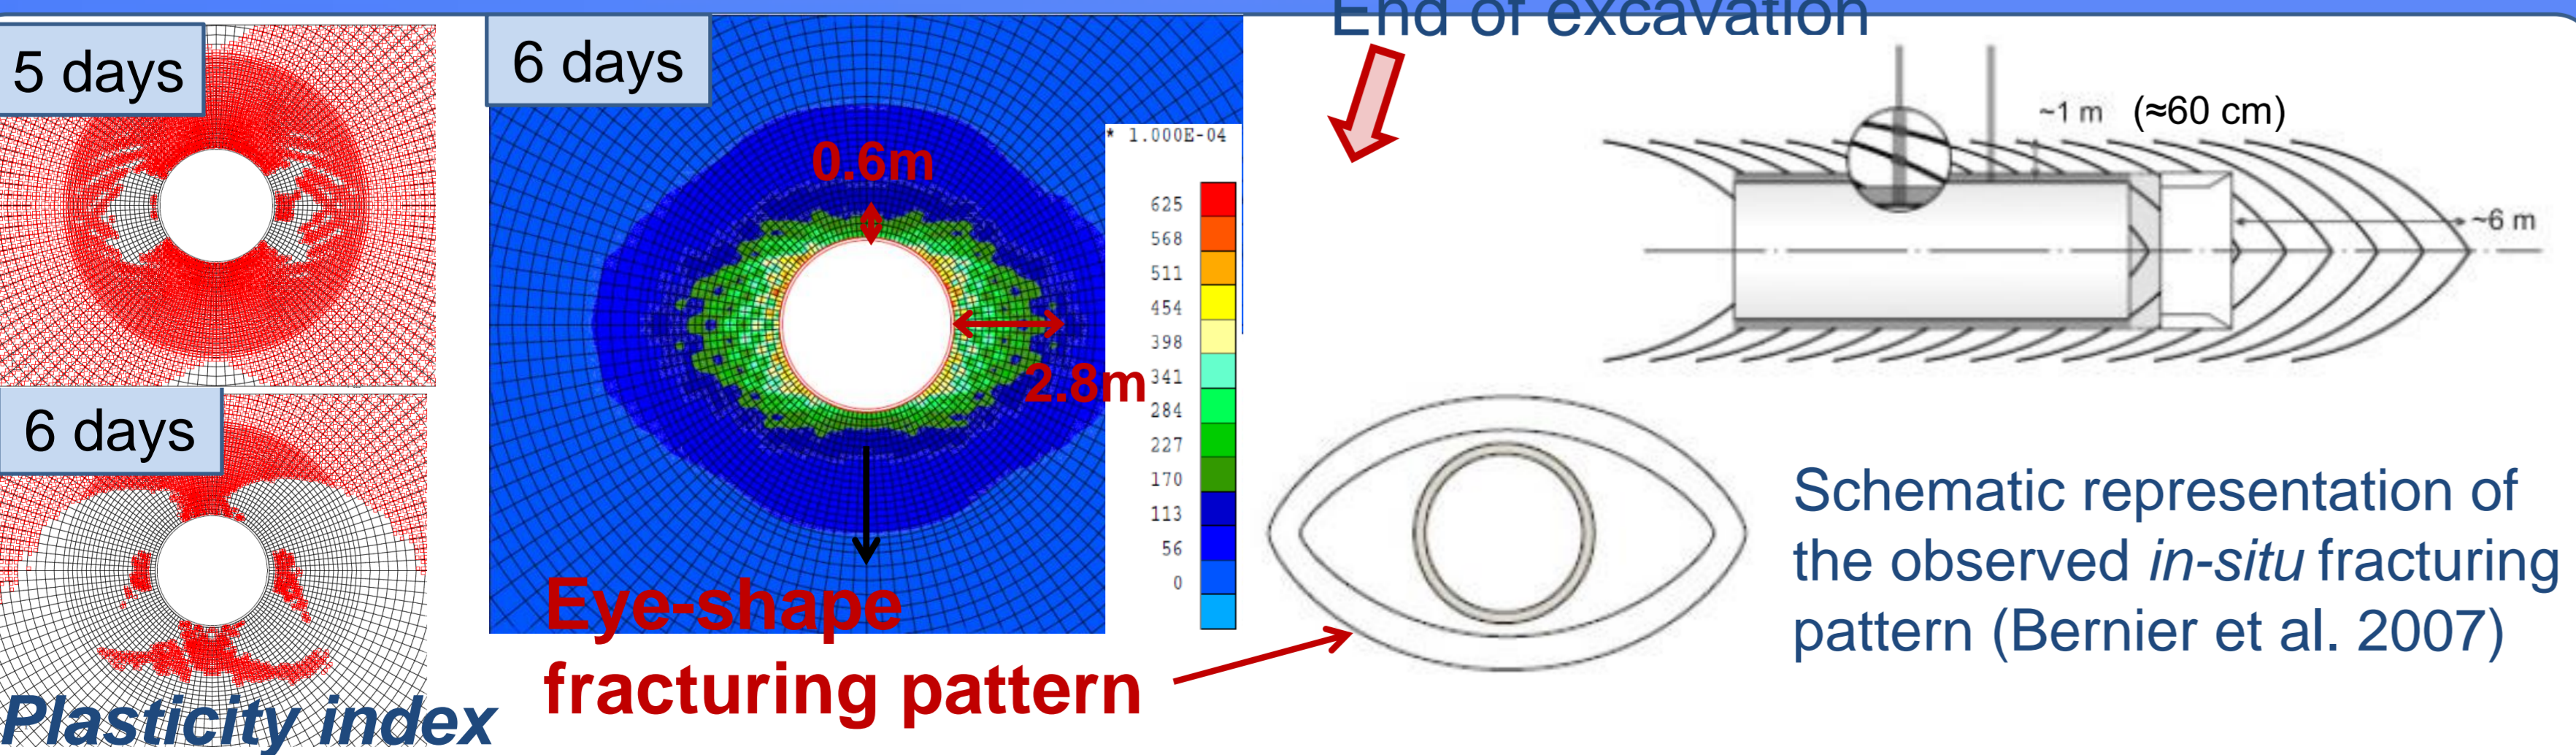 End of excavation
5 days
6 days
6 days
Plasticity index
0.6m
2.8m
* 1.000E-04
625
568
511
454
398
341
284
227
170
113
56
0
Eye-shape
fracturing pattern
~1 m (≈60 cm)
~6 m
Schematic representation of
the observed in-situ fracturing
pattern (Bernier et al. 2007)